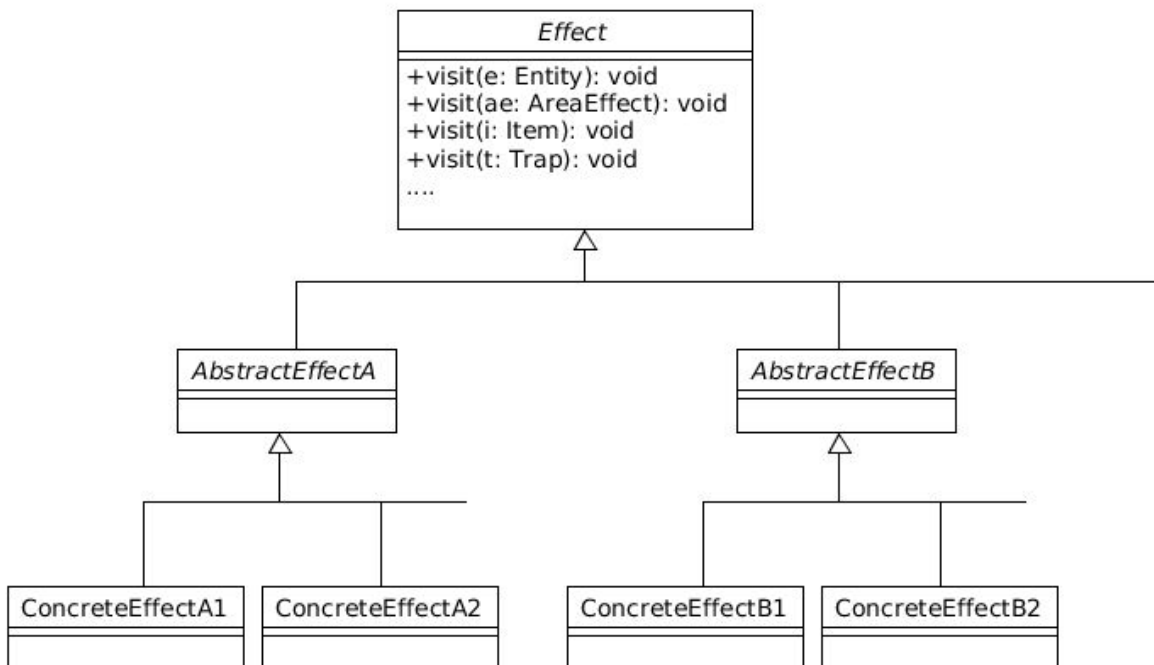 Effect
+visit(e: Entity): void
+visit(ae: AreaEffect): void
+visit(i: Item): void
+visit(t: Trap): void
....
AbstractEffectA
AbstractEffectB
ConcreteEffectA1
ConcreteEffectA2
ConcreteEffectB1
ConcreteEffectB2